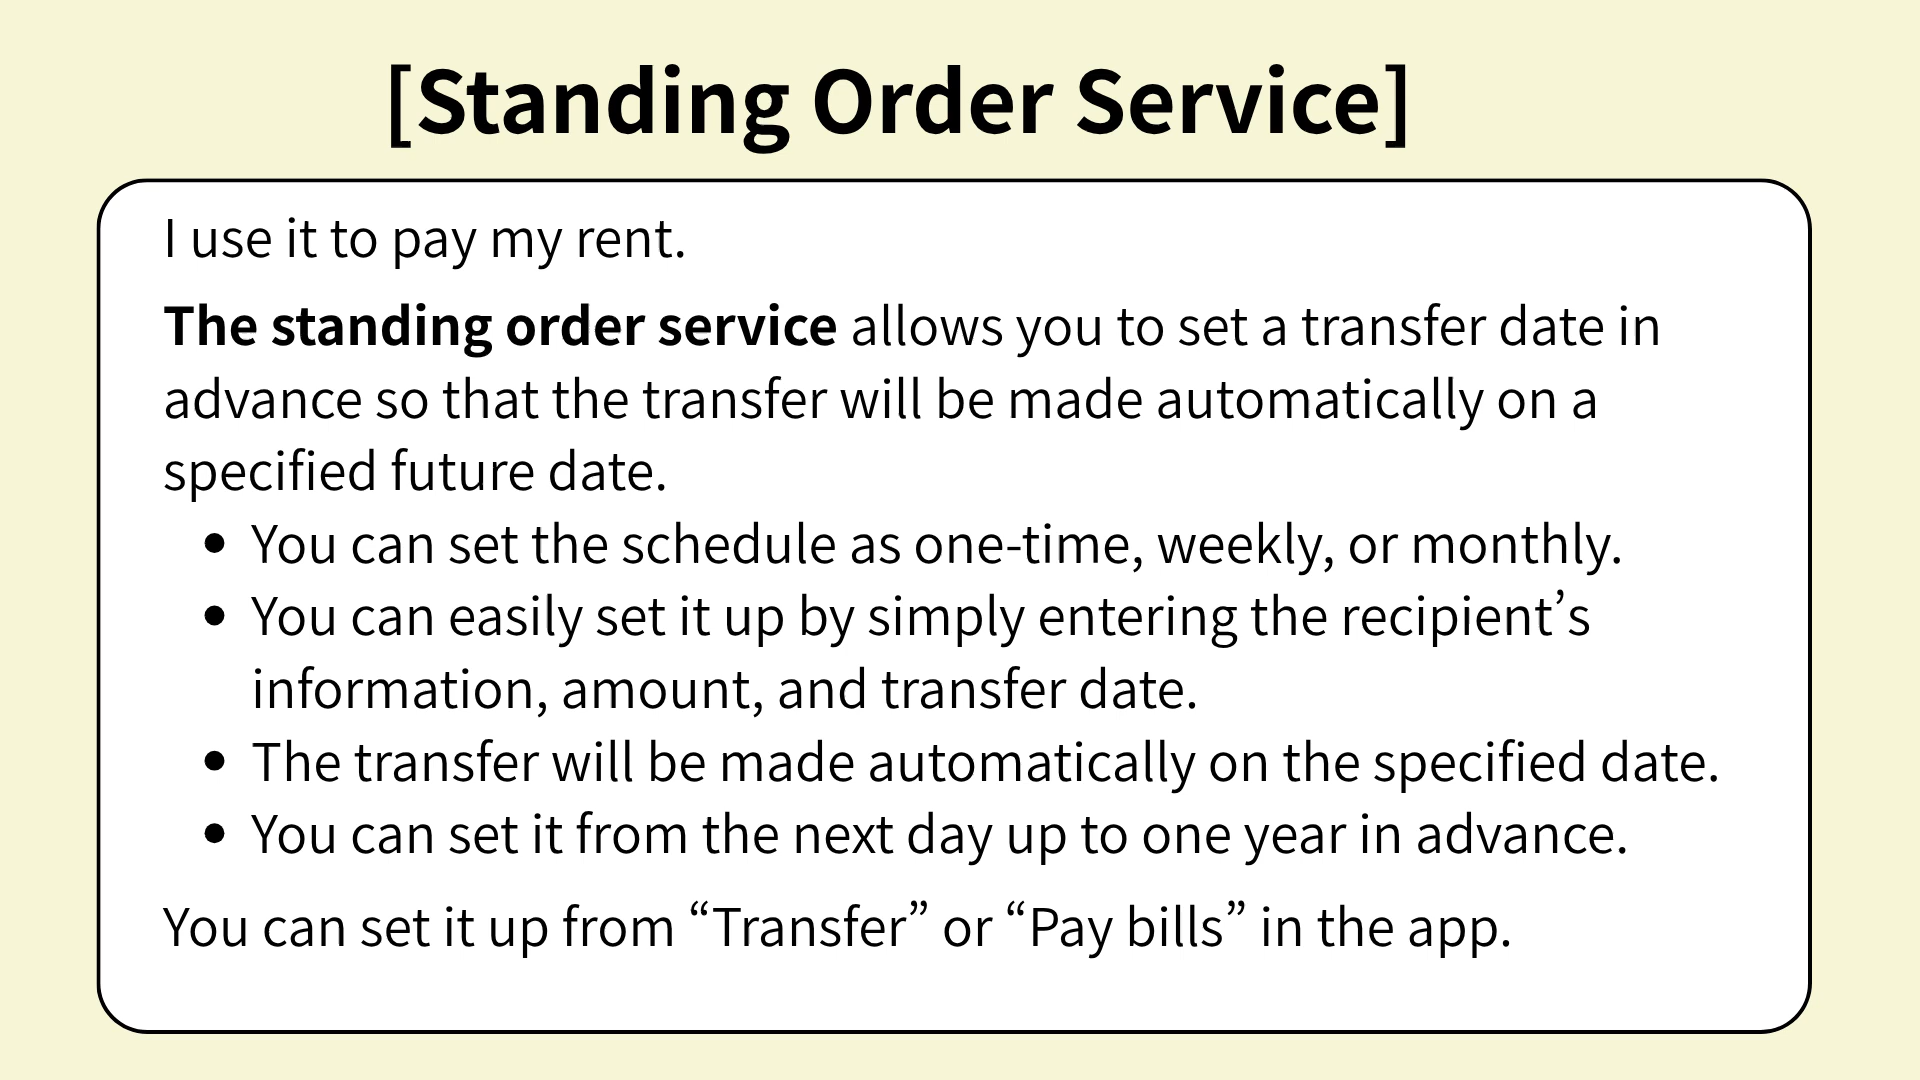 [Standing Order Service]
I use it to pay my rent.
The standing order service allows you to set a transfer date in
advance so that the transfer will be made automatically on a
specified future date.
• You can set the schedule as one-time, weekly, or monthly.
• You can easily set it up by simply entering the recipient’s
information, amount, and transfer date.
• The transfer will be made automatically on the specified date.
• You can set it from the next day up to one year in advance.
You can set it up from “Transfer” or “Pay bills” in the app.